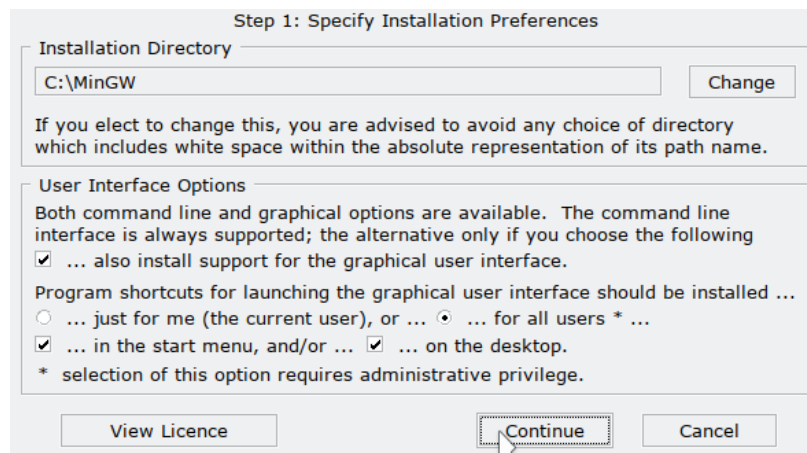 Step 1: Specify Installation Preferences
Installation Directory
C:\MinGW Change
If you elect to change this, you are advised to avoid any choice of directory
which includes white space within the absolute representation of its path name.
User Interface Options
Both command line and graphical options are available.  The command line
interface is always supported; the alternative only if you choose the following
... also install support for the graphical user interface.
Program shortcuts for launching the graphical user interface should be installed ...
... just for me (the current user), or ... ... for all users * ...
... in the start menu, and/or ... ... on the desktop.
* selection of this option requires administrative privilege.
View Licence Continue Cancel